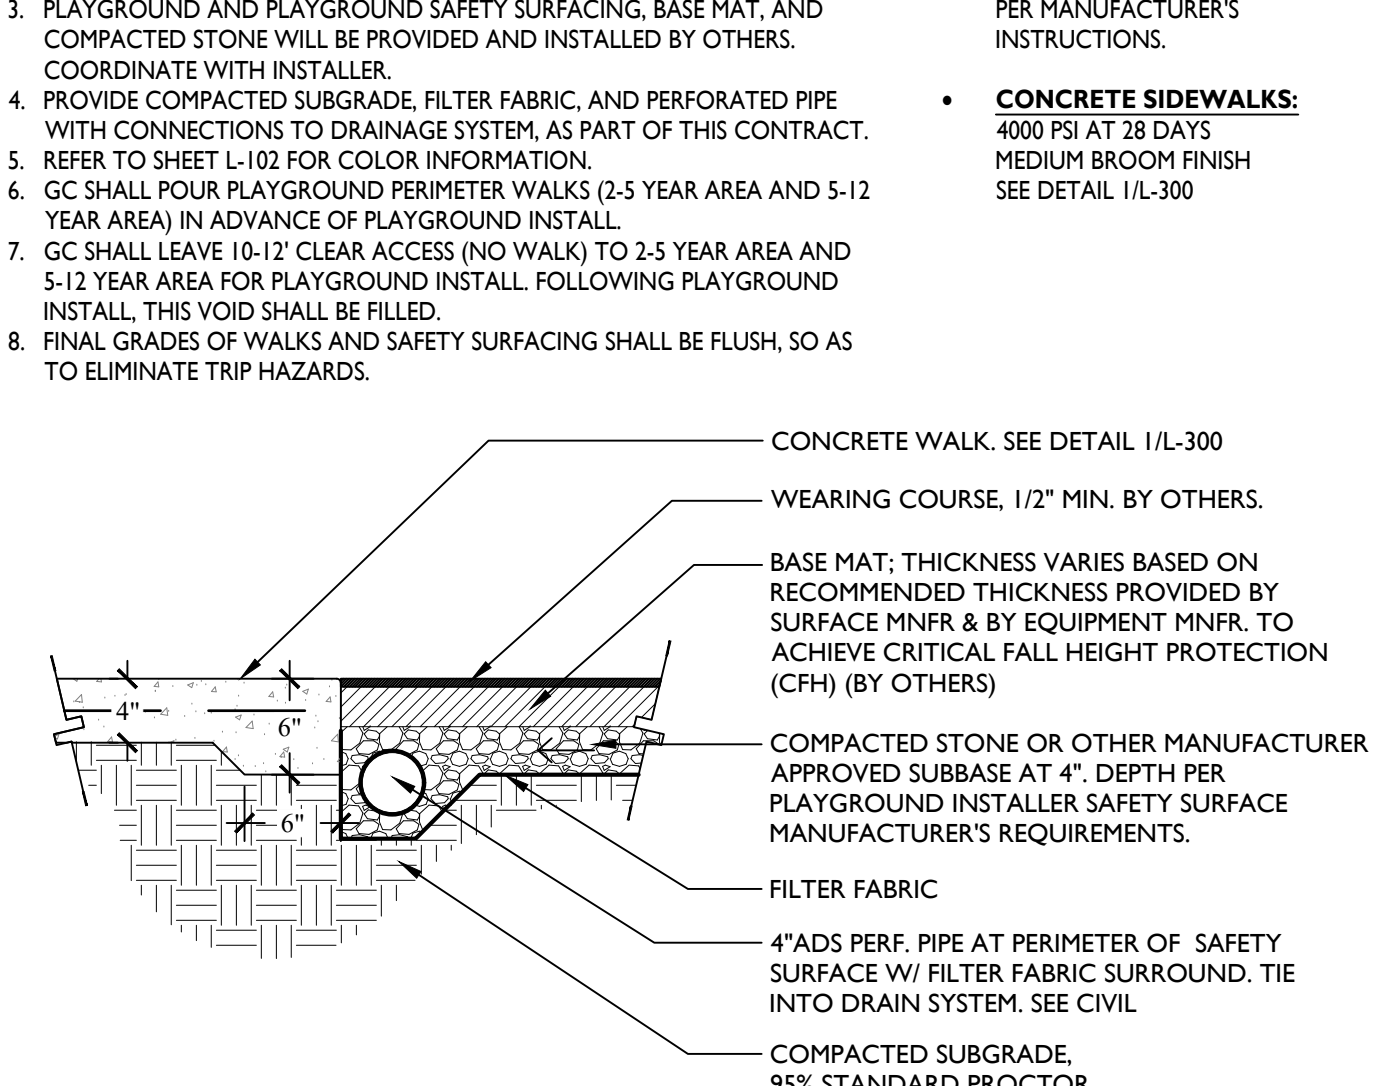 3. PLAYGROUND AND PLAYGROUND SAFETY SURFACING, BASE MAT, AND
COMPACTED STONE WILL BE PROVIDED AND INSTALLED BY OTHERS.
COORDINATE WITH INSTALLER.
4. PROVIDE COMPACTED SUBGRADE, FILTER FABRIC, AND PERFORATED PIPE
WITH CONNECTIONS TO DRAINAGE SYSTEM, AS PART OF THIS CONTRACT.
5. REFER TO SHEET L-102 FOR COLOR INFORMATION.
6. GC SHALL POUR PLAYGROUND PERIMETER WALKS (2-5 YEAR AREA AND 5-12
YEAR AREA) IN ADVANCE OF PLAYGROUND INSTALL.
7. GC SHALL LEAVE 10-12' CLEAR ACCESS (NO WALK) TO 2-5 YEAR AREA AND
5-12 YEAR AREA FOR PLAYGROUND INSTALL. FOLLOWING PLAYGROUND
INSTALL, THIS VOID SHALL BE FILLED.
8. FINAL GRADES OF WALKS AND SAFETY SURFACING SHALL BE FLUSH, SO AS
TO ELIMINATE TRIP HAZARDS.
PER MANUFACTURER'S
INSTRUCTIONS.
• CONCRETE SIDEWALKS:
4000 PSI AT 28 DAYS
MEDIUM BROOM FINISH
SEE DETAIL 1/L-300
CONCRETE WALK. SEE DETAIL 1/L-300
WEARING COURSE, 1/2" MIN. BY OTHERS.
BASE MAT; THICKNESS VARIES BASED ON
RECOMMENDED THICKNESS PROVIDED BY
SURFACE MNFR & BY EQUIPMENT MNFR. TO
ACHIEVE CRITICAL FALL HEIGHT PROTECTION
(CFH) (BY OTHERS)
4"
6"
6"
COMPACTED STONE OR OTHER MANUFACTURER
APPROVED SUBBASE AT 4". DEPTH PER
PLAYGROUND INSTALLER SAFETY SURFACE
MANUFACTURER'S REQUIREMENTS.
FILTER FABRIC
4"ADS PERF. PIPE AT PERIMETER OF SAFETY
SURFACE W/ FILTER FABRIC SURROUND. TIE
INTO DRAIN SYSTEM. SEE CIVIL
COMPACTED SUBGRADE,
95% STANDARD PROCTOR